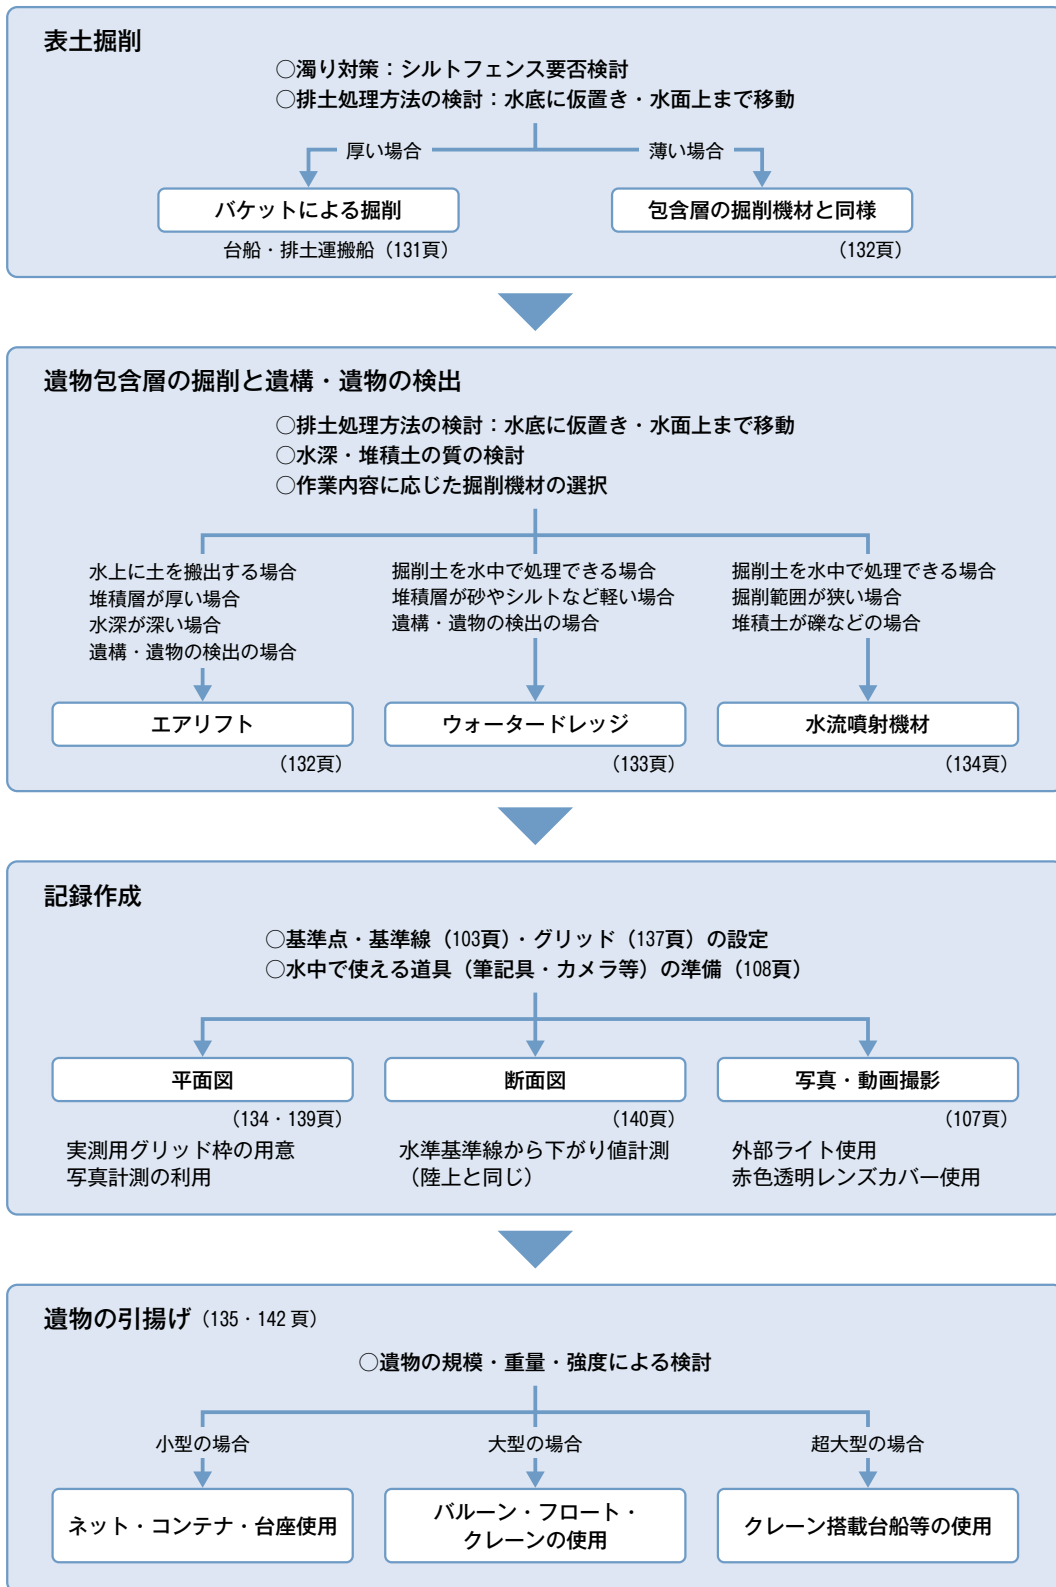 表土掘削
○濁り対策：シルトフェンス要否検討
○排土処理方法の検討：水底に仮置き・水面上まで移動
厚い場合
薄い場合
バケットによる掘削
包含層の掘削機材と同様
台船・排土運搬船（131頁）
（132頁）
遺物包含層の掘削と遺構・遺物の検出
○排土処理方法の検討：水底に仮置き・水面上まで移動
○水深・堆積土の質の検討
○作業内容に応じた掘削機材の選択
水上に土を搬出する場合
堆積層が厚い場合
水深が深い場合
遺構・遺物の検出の場合
掘削土を水中で処理できる場合
堆積層が砂やシルトなど軽い場合
遺構・遺物の検出の場合
掘削土を水中で処理できる場合
掘削範囲が狭い場合
堆積土が礫などの場合
エアリフト
ウォータードレッジ
水流噴射機材
（132頁）
（133頁）
（134頁）
記録作成
○基準点・基準線（103頁）・グリッド（137頁）の設定
○水中で使える道具（筆記具・カメラ等）の準備（108頁）
平面図
断面図
写真・動画撮影
（134・139頁）
（140頁）
（107頁）
実測用グリッド枠の用意
写真計測の利用
水準基準線から下がり値計測
（陸上と同じ）
外部ライト使用
赤色透明レンズカバー使用
遺物の引揚げ（135・142 頁）
○遺物の規模・重量・強度による検討
小型の場合
大型の場合
超大型の場合
ネット・コンテナ・台座使用
バルーン・フロート・
クレーンの使用
クレーン搭載台船等の使用